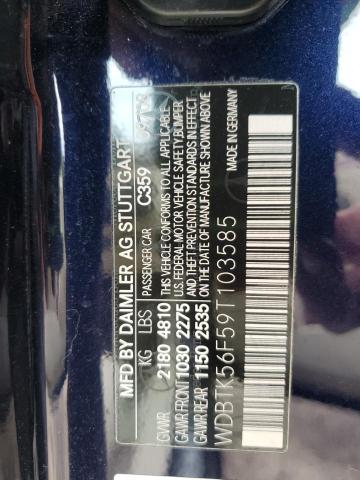 MFD BY DAIMLER AG STUTTGART 09/08
PASSENGER CAR C359
KG LBS
GVWR 2180 4810
GAWR FRONT 1030 2275
GAWR REAR 1150 2535
THIS VEHICLE CONFORMS TO ALL APPLICABLE
U.S. FEDERAL MOTOR VEHICLE SAFETY, BUMPER
AND THEFT PREVENTION STANDARDS IN EFFECT
ON THE DATE OF MANUFACTURE SHOWN ABOVE
MADE IN GERMANY
WDBTK56F59T103585